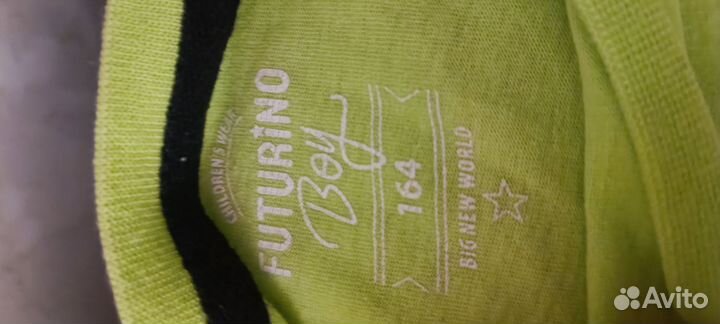 CHILDREN'S WEAR
FUTURINO
Boy
164
BIG NEW WORLD
Avito